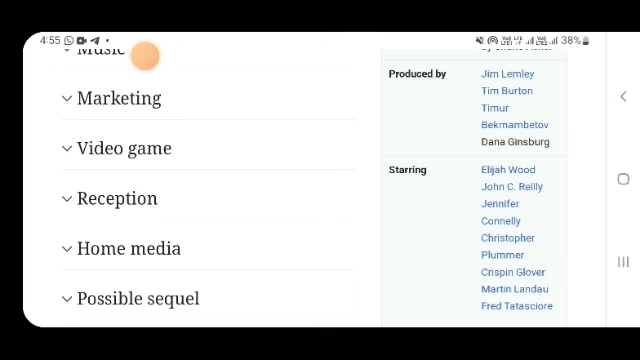 4:55
38%
Music
Marketing
Video game
Reception
Home media
Possible sequel
Produced by
Jim Lemley
Tim Burton
Timur
Bekmambetov
Dana Ginsburg
Starring
Elijah Wood
John C. Reilly
Jennifer
Connelly
Christopher
Plummer
Crispin Glover
Martin Landau
Fred Tatasciore